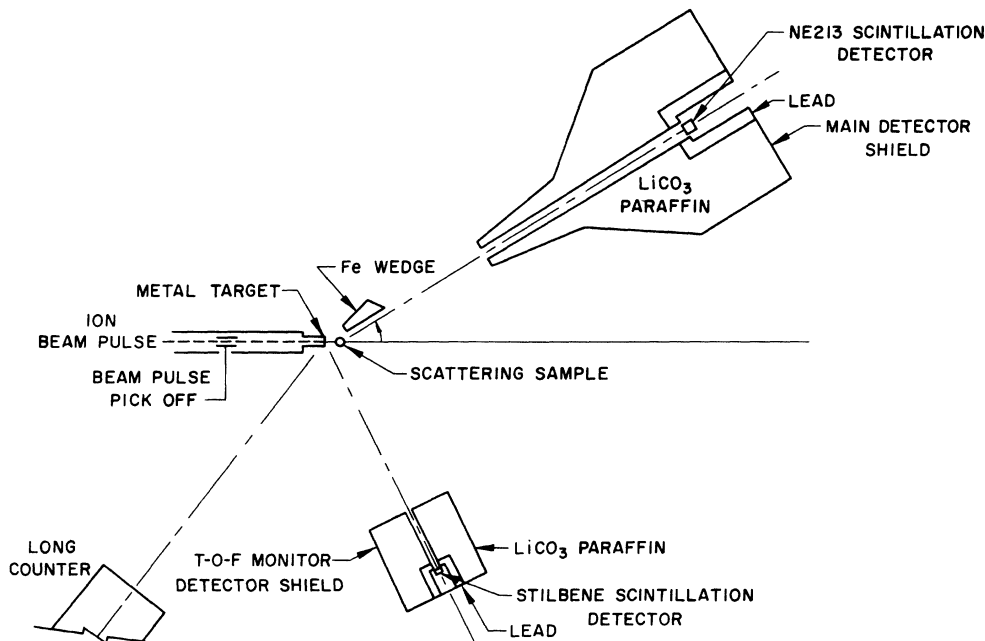 NE213 SCINTILLATION
DETECTOR
LEAD
MAIN DETECTOR
SHIELD
LiCO₃
PARAFFIN
Fe WEDGE
METAL TARGET
ION
BEAM PULSE
BEAM PULSE
PICK OFF
SCATTERING SAMPLE
LONG
COUNTER
T-O-F MONITOR
DETECTOR SHIELD
LiCO₃ PARAFFIN
STILBENE SCINTILLATION
DETECTOR
LEAD